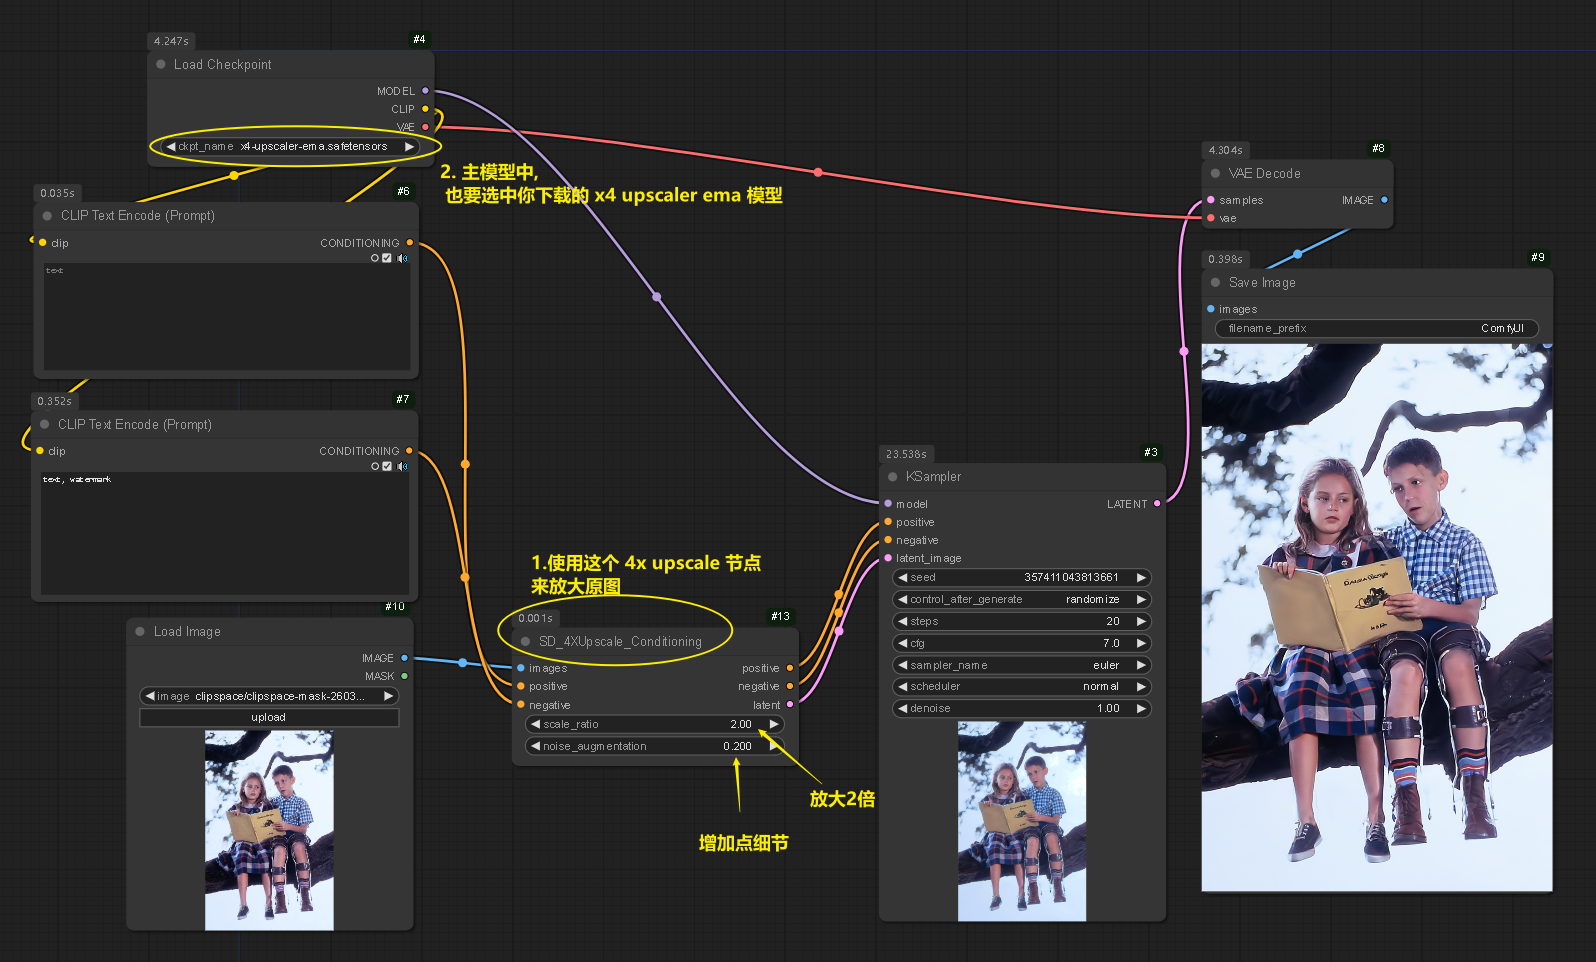 4.247s
#4
Load Checkpoint
MODEL
CLIP
VAE
ckpt_name x4-upscaler-ema.safetensors
2. 主模型中,
也要选中你下载的 x4 upscaler ema 模型
0.035s
#6
CLIP Text Encode (Prompt)
clip
CONDITIONING
text
0.352s
#7
CLIP Text Encode (Prompt)
clip
CONDITIONING
text, watermark
#10
Load Image
IMAGE
MASK
image clipspace/clipspace-mask-2603...
upload
1.使用这个 4x upscale 节点
来放大原图
0.001s
#13
SD_4XUpscale_Conditioning
images
positive
positive
negative
negative
latent
scale_ratio 2.00
noise_augmentation 0.200
放大2倍
增加点细节
23.538s
#3
KSampler
model
LATENT
positive
negative
latent_image
seed 357411043813661
control_after_generate randomize
steps 20
cfg 7.0
sampler_name euler
scheduler normal
denoise 1.00
4.304s
#8
VAE Decode
samples
IMAGE
vae
0.398s
#9
Save Image
images
filename_prefix ComfyUI